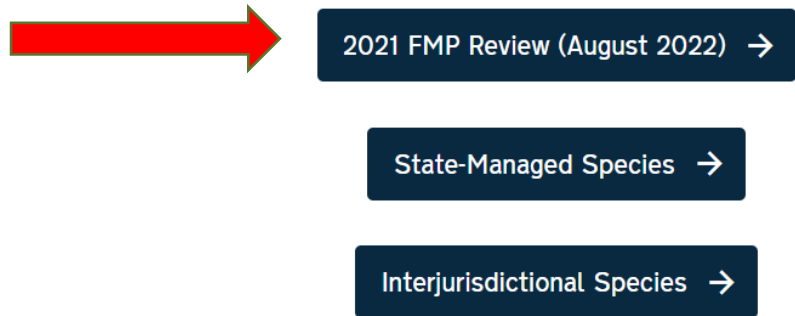 2021 FMP Review (August 2022) →
State-Managed Species →
Interjurisdictional Species →